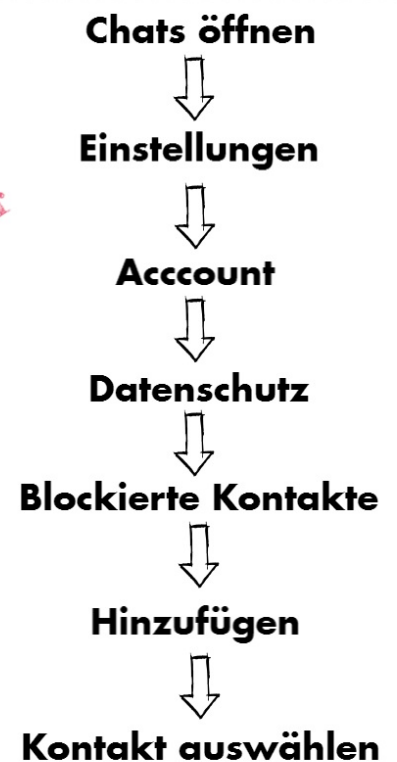 Chats öffnen
Einstellungen
Acccount
Datenschutz
Blockierte Kontakte
Hinzufügen
Kontakt auswählen